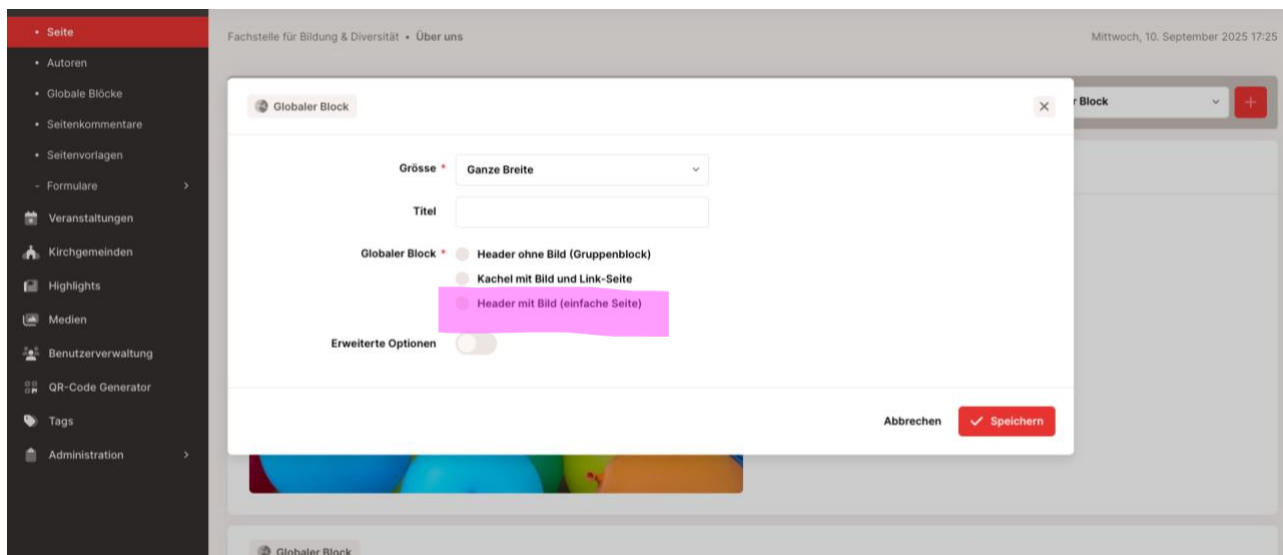 • Seite
• Autoren
• Globale Blöcke
• Seitenkommentare
• Seitenvorlagen
- Formulare
Veranstaltungen
Kirchgemeinden
Highlights
Medien
Benutzerverwaltung
QR-Code Generator
Tags
Administration
Fachstelle für Bildung & Diversität • Über uns
Mittwoch, 10. September 2025 17:25
r Block
Globaler Block
Grösse * Ganze Breite
Titel
Globaler Block * Header ohne Bild (Gruppenblock)
Kachel mit Bild und Link-Seite
Header mit Bild (einfache Seite)
Erweiterte Optionen
Abbrechen Speichern
Globaler Block